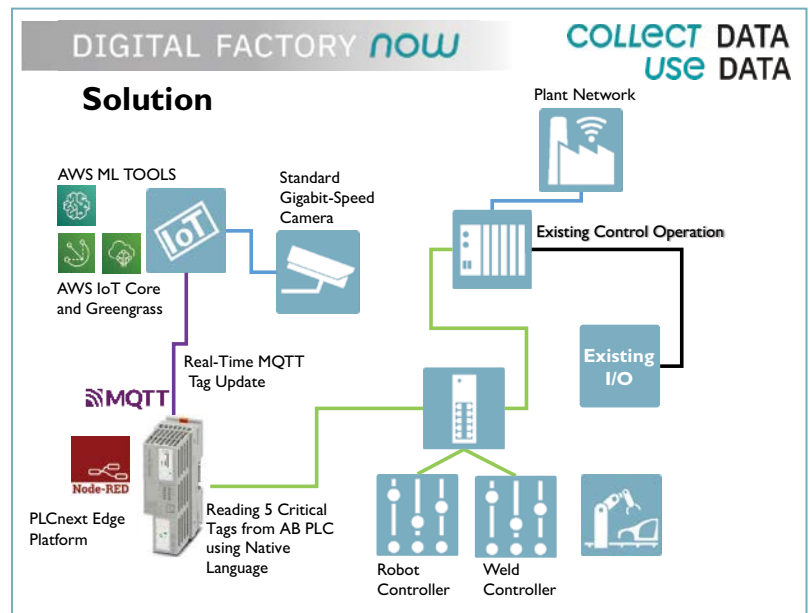 DIGITAL FACTORY now
COLLECT DATA
USE DATA
Solution
Plant Network
AWS ML TOOLS
Standard
Gigabit-Speed
Camera
IoT
Existing Control Operation
AWS IoT Core
and Greengrass
Existing
I/O
Real-Time MQTT
Tag Update
MQTT
Node-RED
PLCnext Edge
Platform
Reading 5 Critical
Tags from AB PLC
using Native
Language
Robot
Controller
Weld
Controller